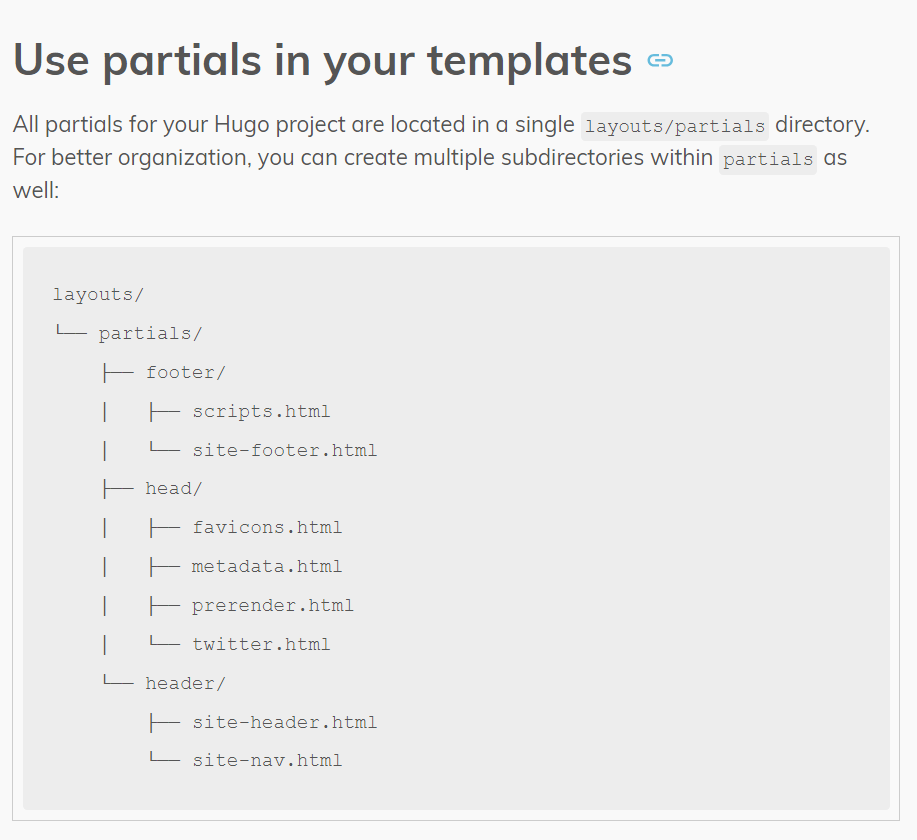 Use partials in your templates
All partials for your Hugo project are located in a single layouts/partials directory.
For better organization, you can create multiple subdirectories within partials as
well:
layouts/
└── partials/
    ├── footer/
    │   ├── scripts.html
    │   └── site-footer.html
    ├── head/
    │   ├── favicons.html
    │   ├── metadata.html
    │   ├── prerender.html
    │   └── twitter.html
    └── header/
        ├── site-header.html
        └── site-nav.html